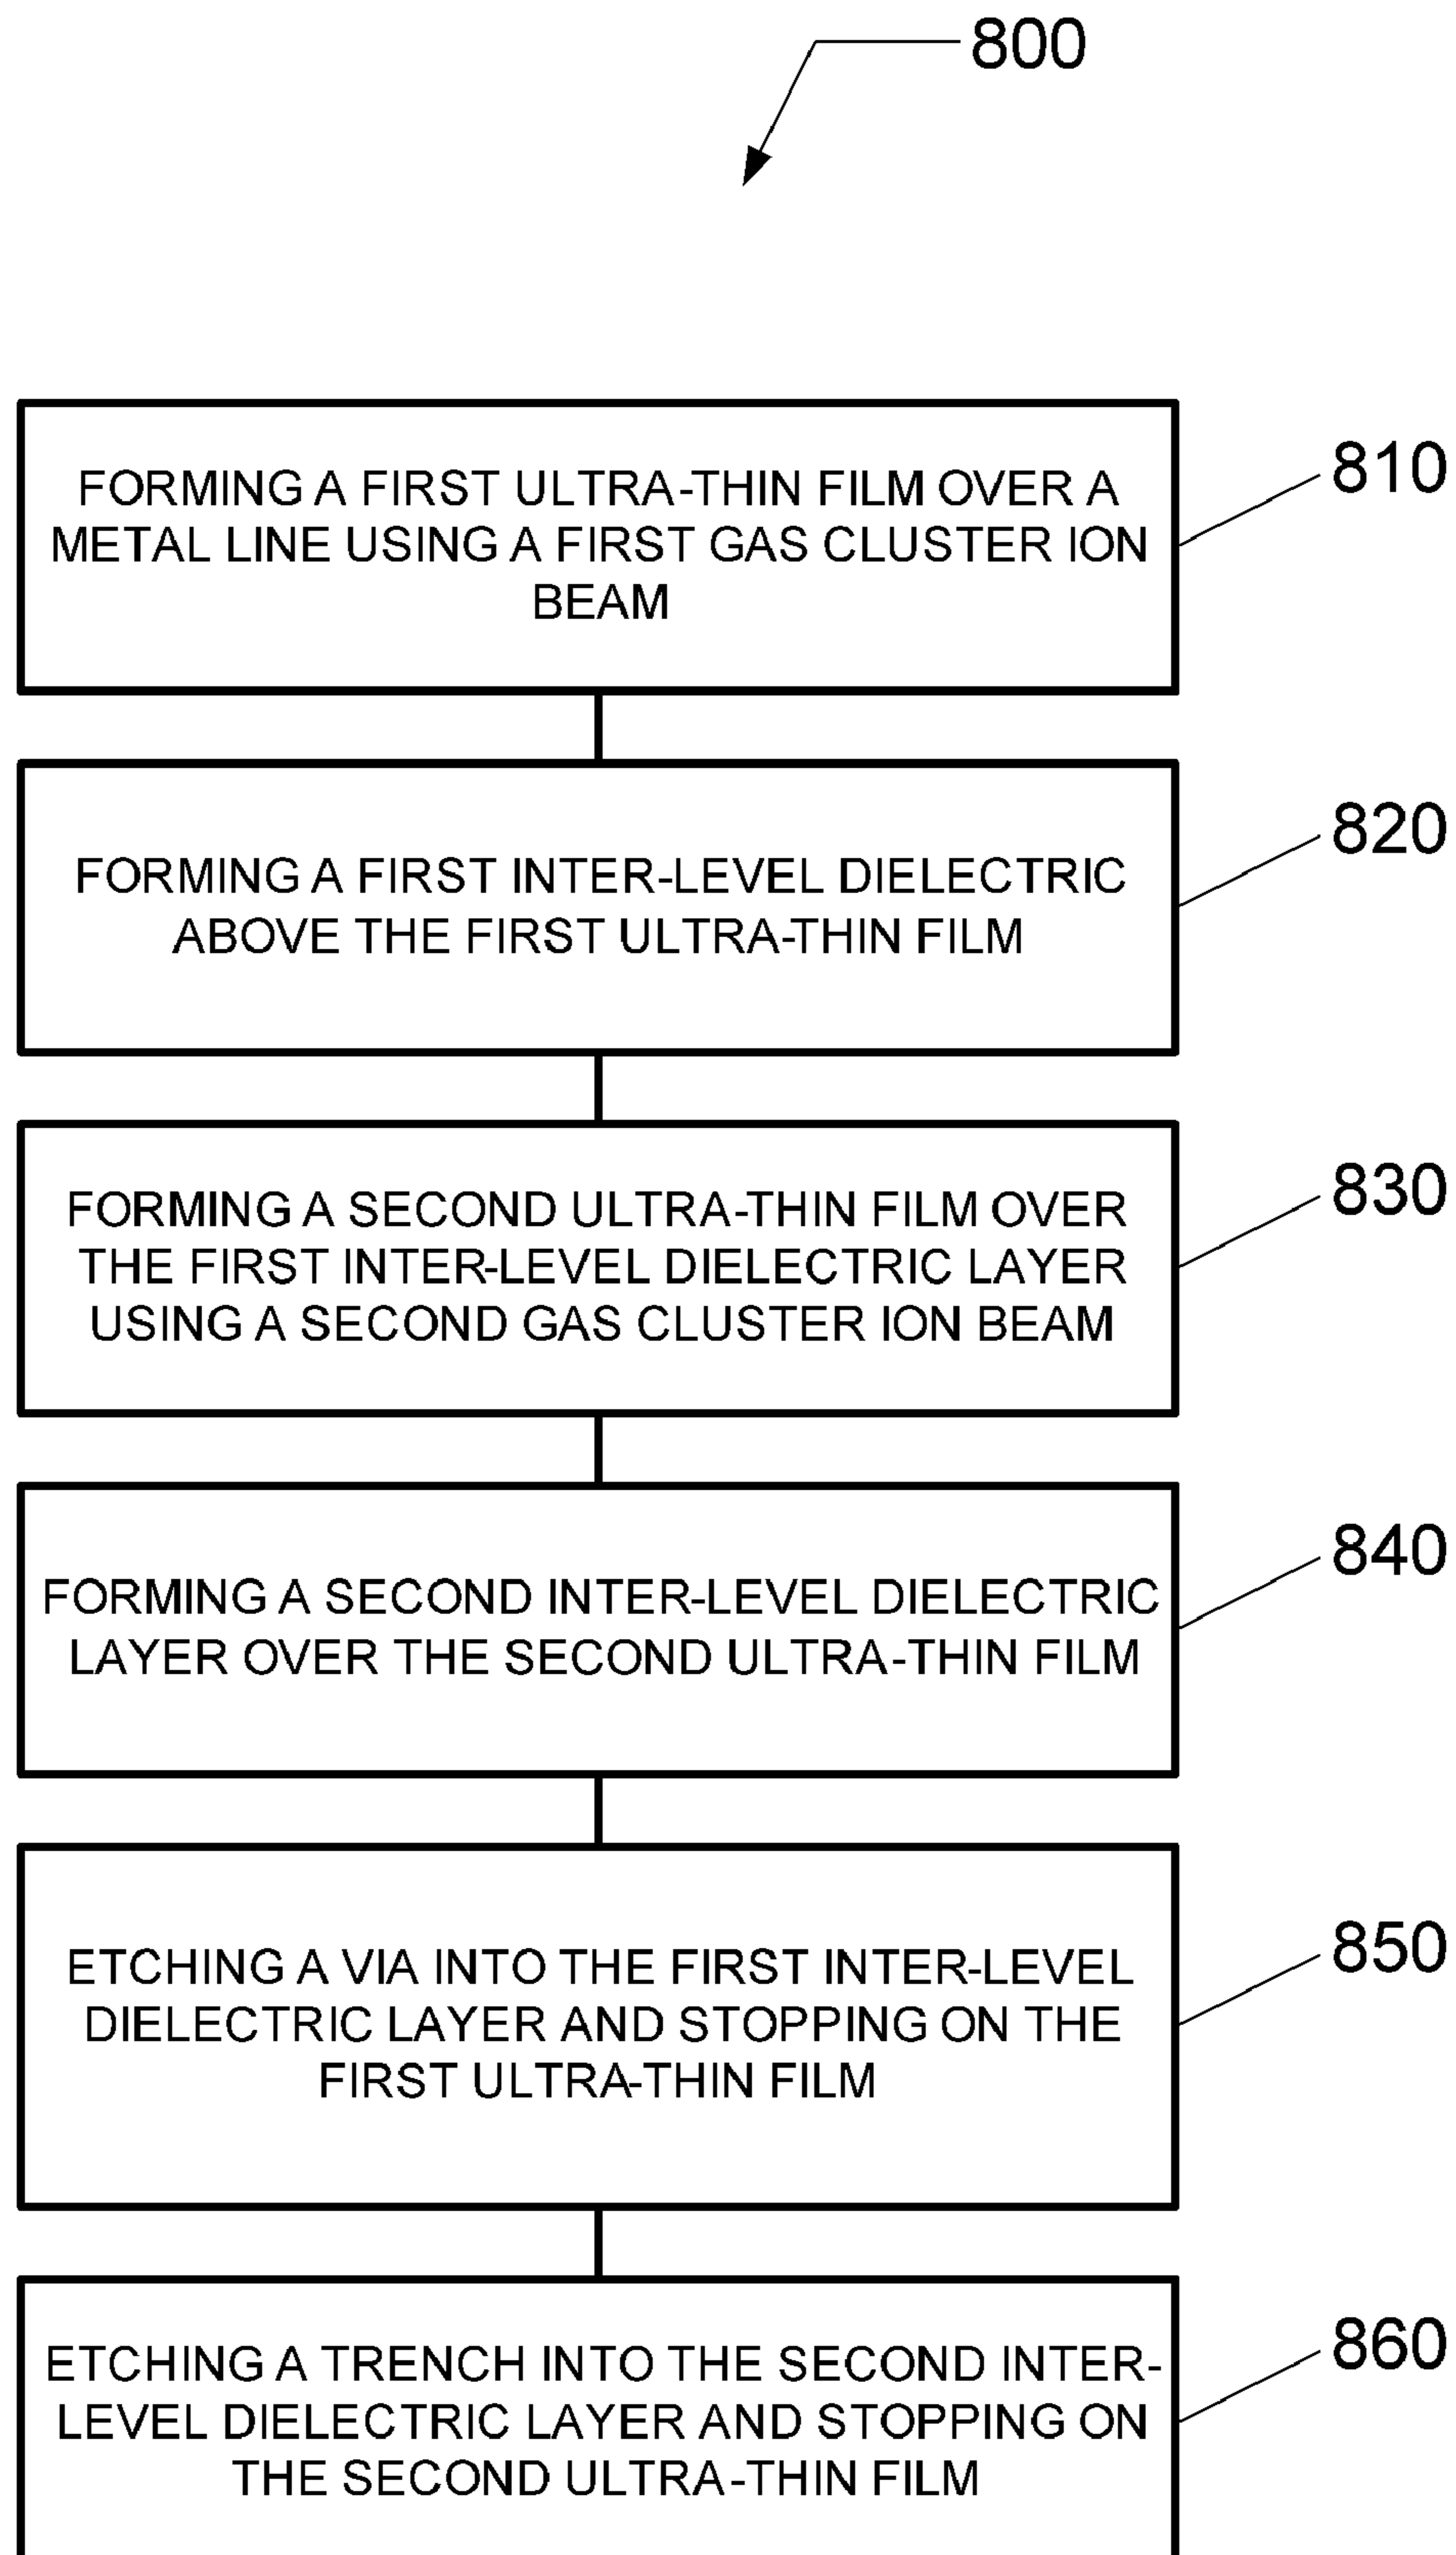 800
FORMING A FIRST ULTRA-THIN FILM OVER A
METAL LINE USING A FIRST GAS CLUSTER ION
BEAM
810
FORMING A FIRST INTER-LEVEL DIELECTRIC
ABOVE THE FIRST ULTRA-THIN FILM
820
FORMING A SECOND ULTRA-THIN FILM OVER
THE FIRST INTER-LEVEL DIELECTRIC LAYER
USING A SECOND GAS CLUSTER ION BEAM
830
FORMING A SECOND INTER-LEVEL DIELECTRIC
LAYER OVER THE SECOND ULTRA-THIN FILM
840
ETCHING A VIA INTO THE FIRST INTER-LEVEL
DIELECTRIC LAYER AND STOPPING ON THE
FIRST ULTRA-THIN FILM
850
ETCHING A TRENCH INTO THE SECOND INTER-
LEVEL DIELECTRIC LAYER AND STOPPING ON
THE SECOND ULTRA-THIN FILM
860